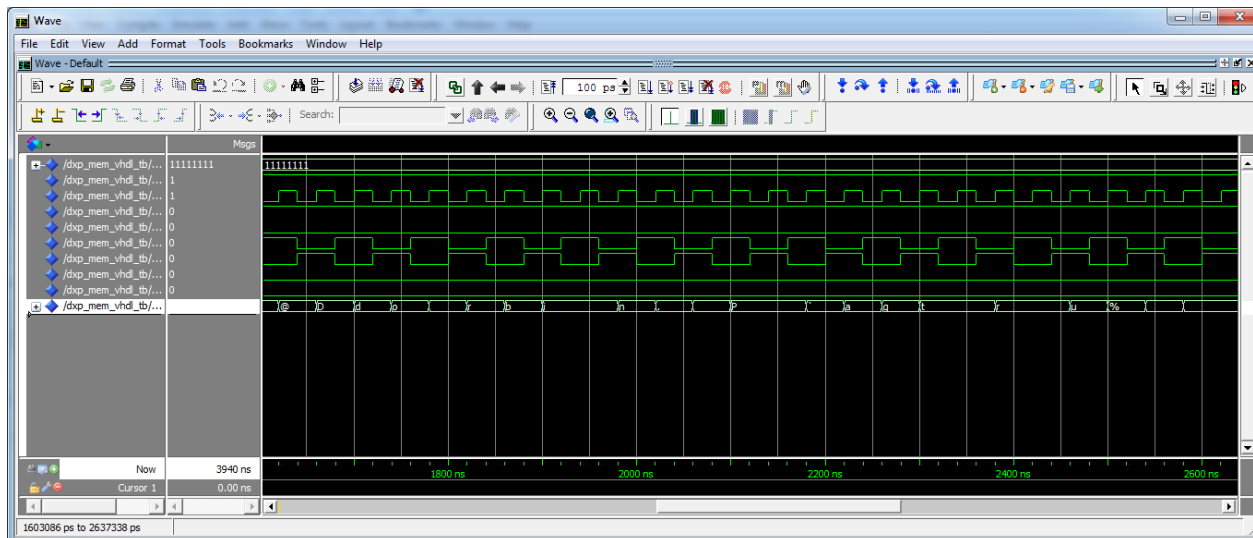 Wave
File Edit View Add Format Tools Bookmarks Window Help
Wave - Default
100 ps
Search:
Msgs
/dxp_mem_vhdl_tb/... 11111111 11111111
/dxp_mem_vhdl_tb/... 1
/dxp_mem_vhdl_tb/... 1
/dxp_mem_vhdl_tb/... 0
/dxp_mem_vhdl_tb/... 0
/dxp_mem_vhdl_tb/... 0
/dxp_mem_vhdl_tb/... 0
/dxp_mem_vhdl_tb/... 0
/dxp_mem_vhdl_tb/... 0
/dxp_mem_vhdl_tb/... @ D d o r b i n P a q t r u %
Now 3940 ns 1800 ns 2000 ns 2200 ns 2400 ns 2600 ns
Cursor 1 0.00 ns
1603086 ps to 2637338 ps